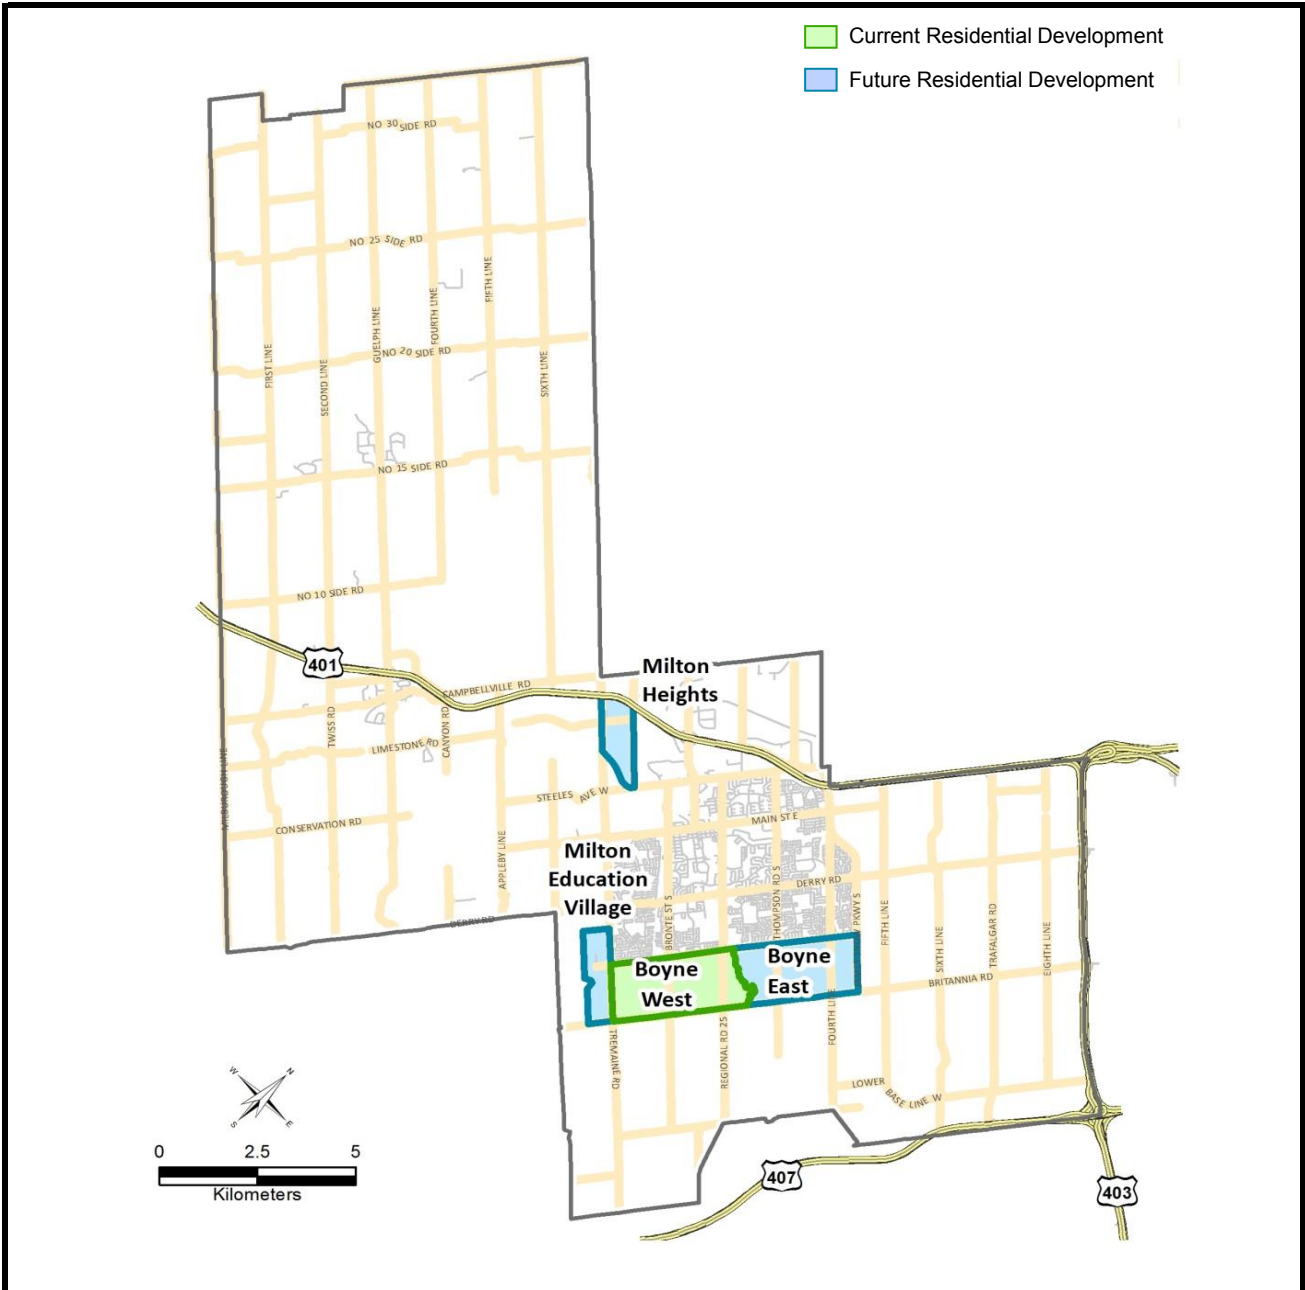 Current Residential Development
Future Residential Development
NO 30 SIDE RD
NO 25 SIDE RD
FIFTH LINE
FOURTH LINE
GUELPH LINE
NO 20 SIDE RD
FIRST LINE
SECOND LINE
SIXTH LINE
NO 15 SIDE RD
NO 10 SIDE RD
401
Milton
Heights
CAMPBELLVILLE RD
TWISS RD
CANYON RD
LIMESTONE RD
MILBUROUGH LINE
STEELES AVE W
CONSERVATION RD
MAIN ST E
APPLEBY LINE
Milton
Education
Village
DERRY RD
THOMPSON RD S
BRONTE ST S
DERRY RD
PKWY S
FIFTH LINE
SIXTH LINE
TRAFALGAR RD
EIGHTH LINE
Boyne
West
Boyne
East
BRITANNIA RD
FOURTH LINE
TREMAINE RD
REGIONAL RD 25
LOWER
BASE LINE W
W
N
S
E
0
2.5
5
Kilometers
407
403